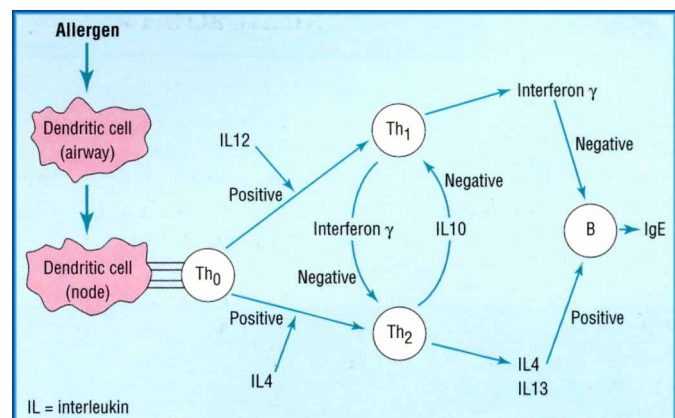 Allergen
Dendritic cell
(airway)
Dendritic cell
(node)
Th0
IL12
Positive
Positive
IL4
Th1
Interferon γ
Negative
IL10
Negative
Th2
Interferon γ
Negative
B
IgE
Positive
IL4
IL13
IL = interleukin